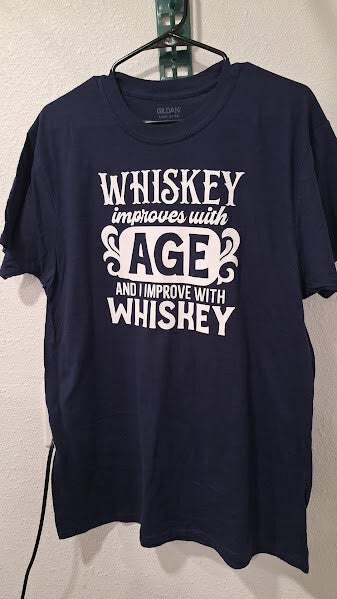 GILDAN
WHISKEY
improves with
AGE
AND I IMPROVE WITH
WHISKEY